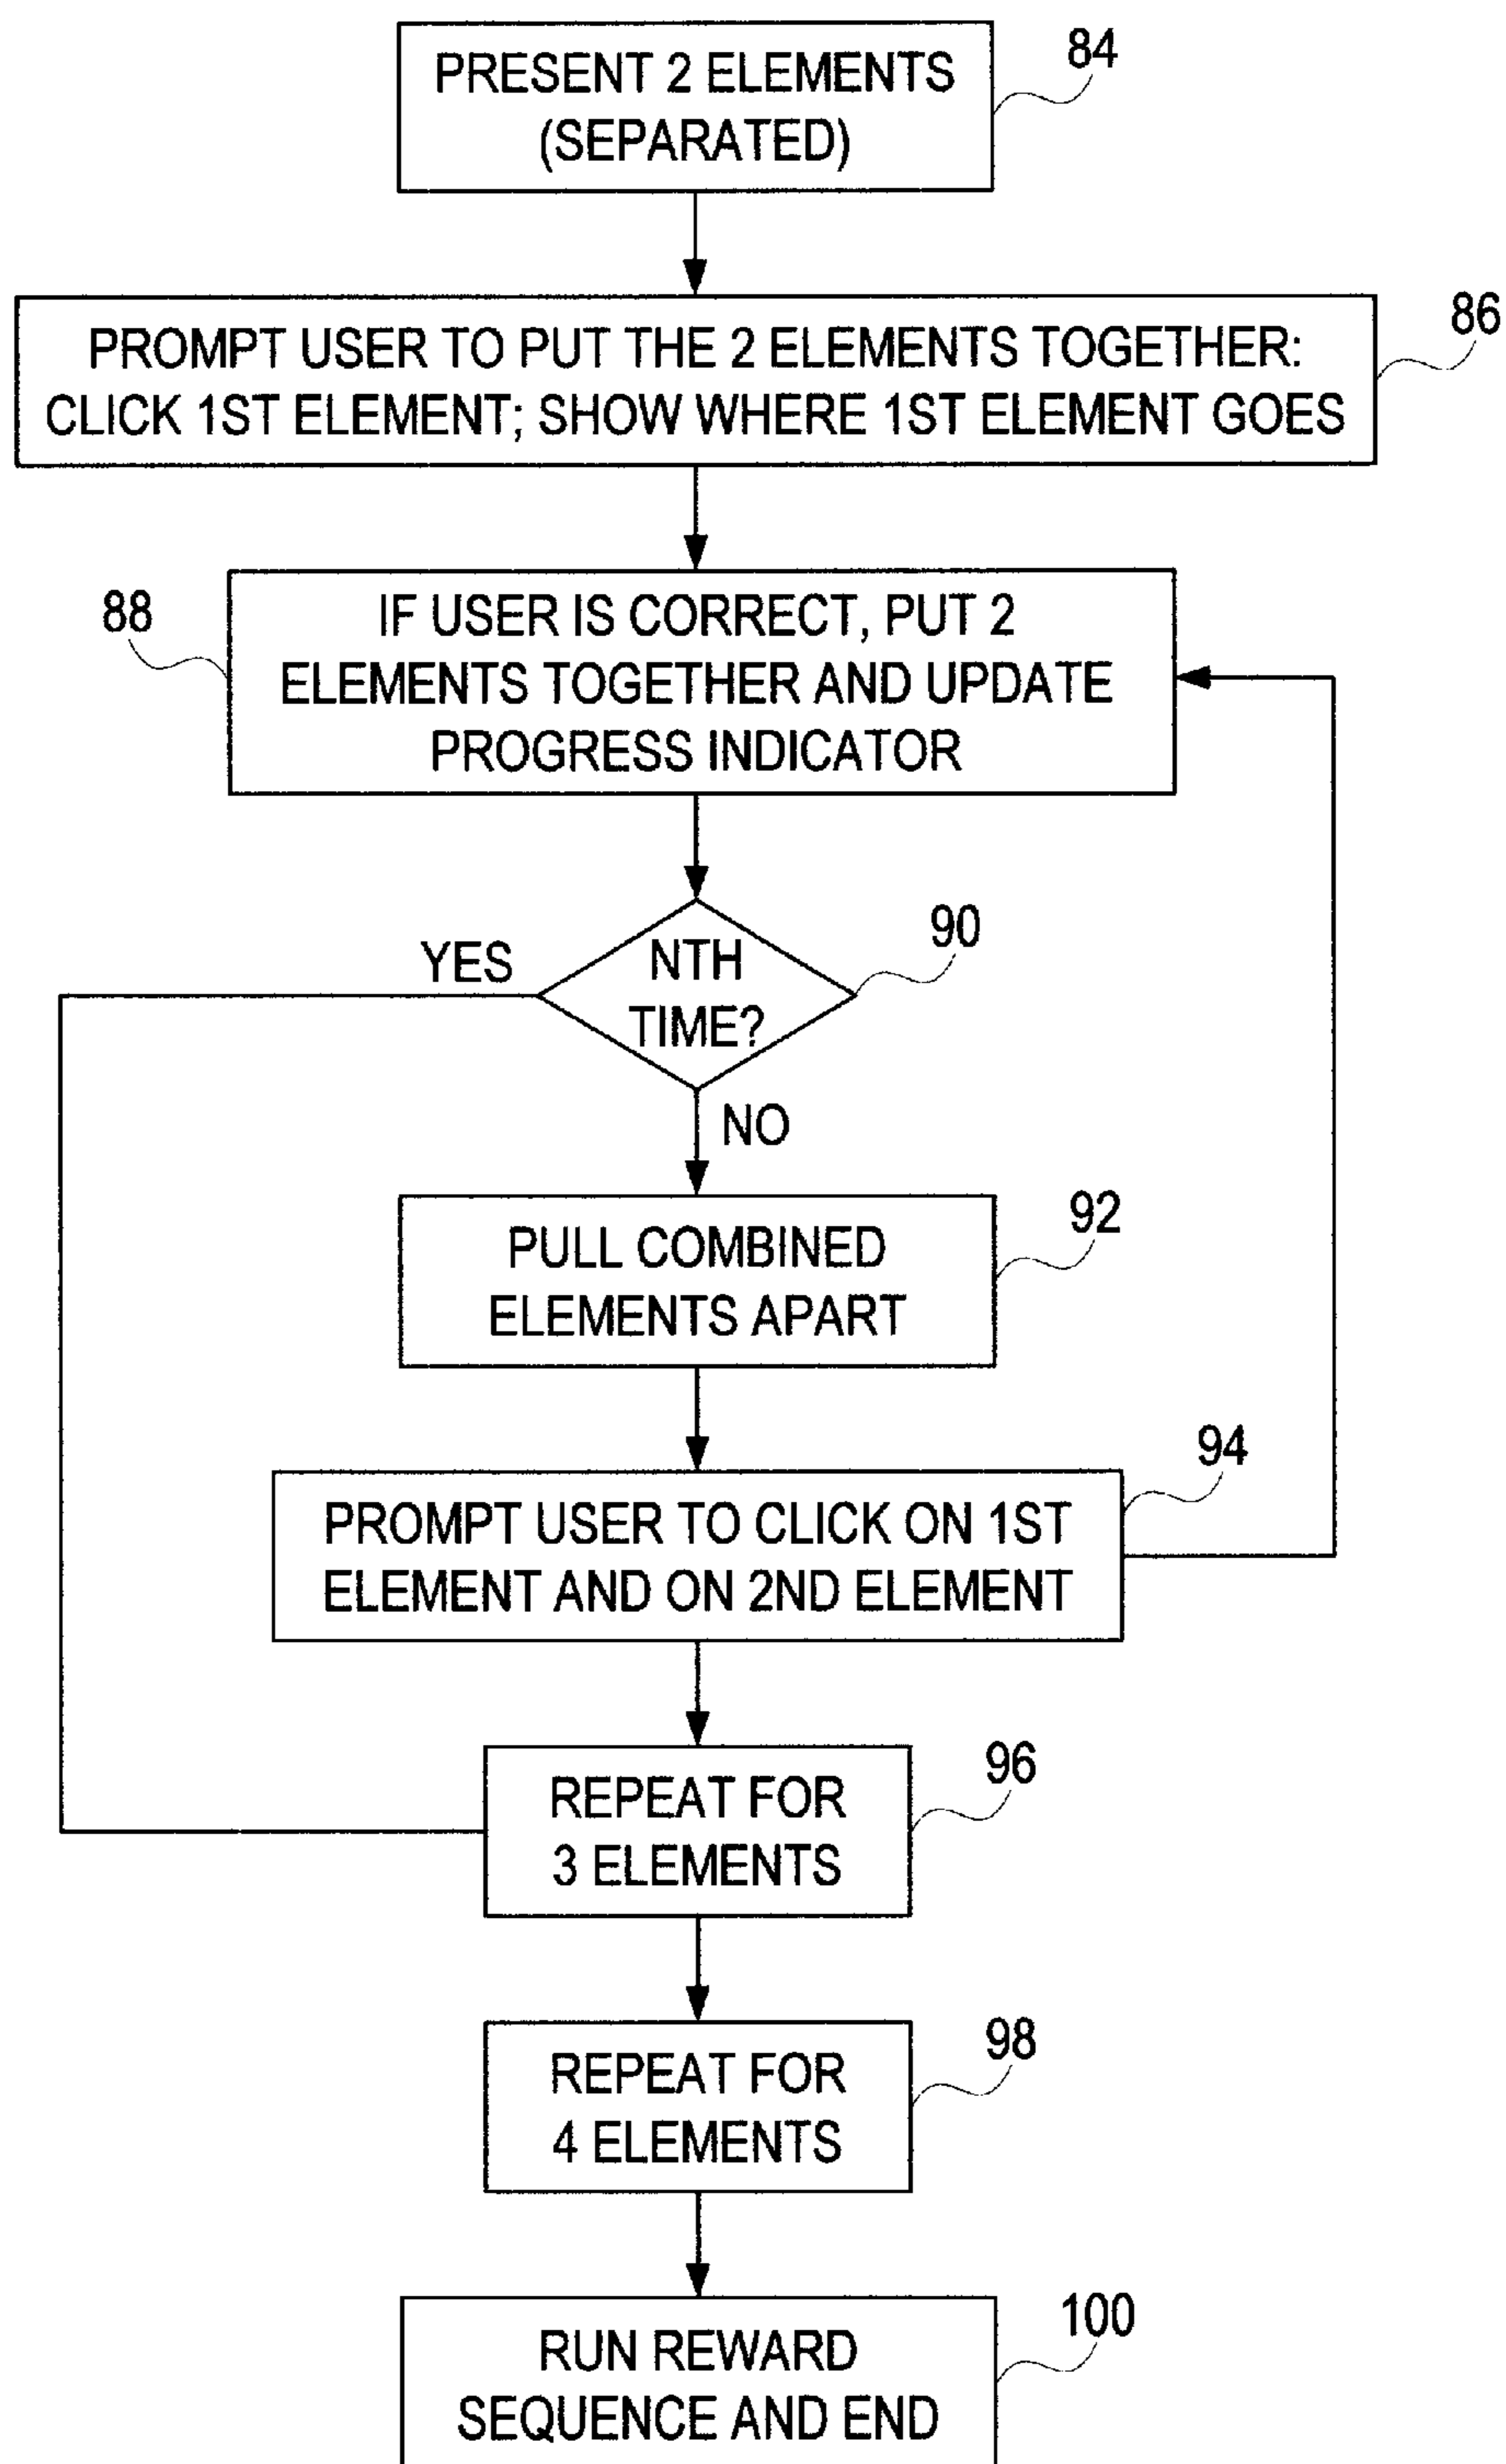 PRESENT 2 ELEMENTS
(SEPARATED)
84
PROMPT USER TO PUT THE 2 ELEMENTS TOGETHER:
CLICK 1ST ELEMENT; SHOW WHERE 1ST ELEMENT GOES
86
88
IF USER IS CORRECT, PUT 2
ELEMENTS TOGETHER AND UPDATE
PROGRESS INDICATOR
YES
NTH
TIME?
90
NO
PULL COMBINED
ELEMENTS APART
92
PROMPT USER TO CLICK ON 1ST
ELEMENT AND ON 2ND ELEMENT
94
REPEAT FOR
3 ELEMENTS
96
REPEAT FOR
4 ELEMENTS
98
RUN REWARD
SEQUENCE AND END
100